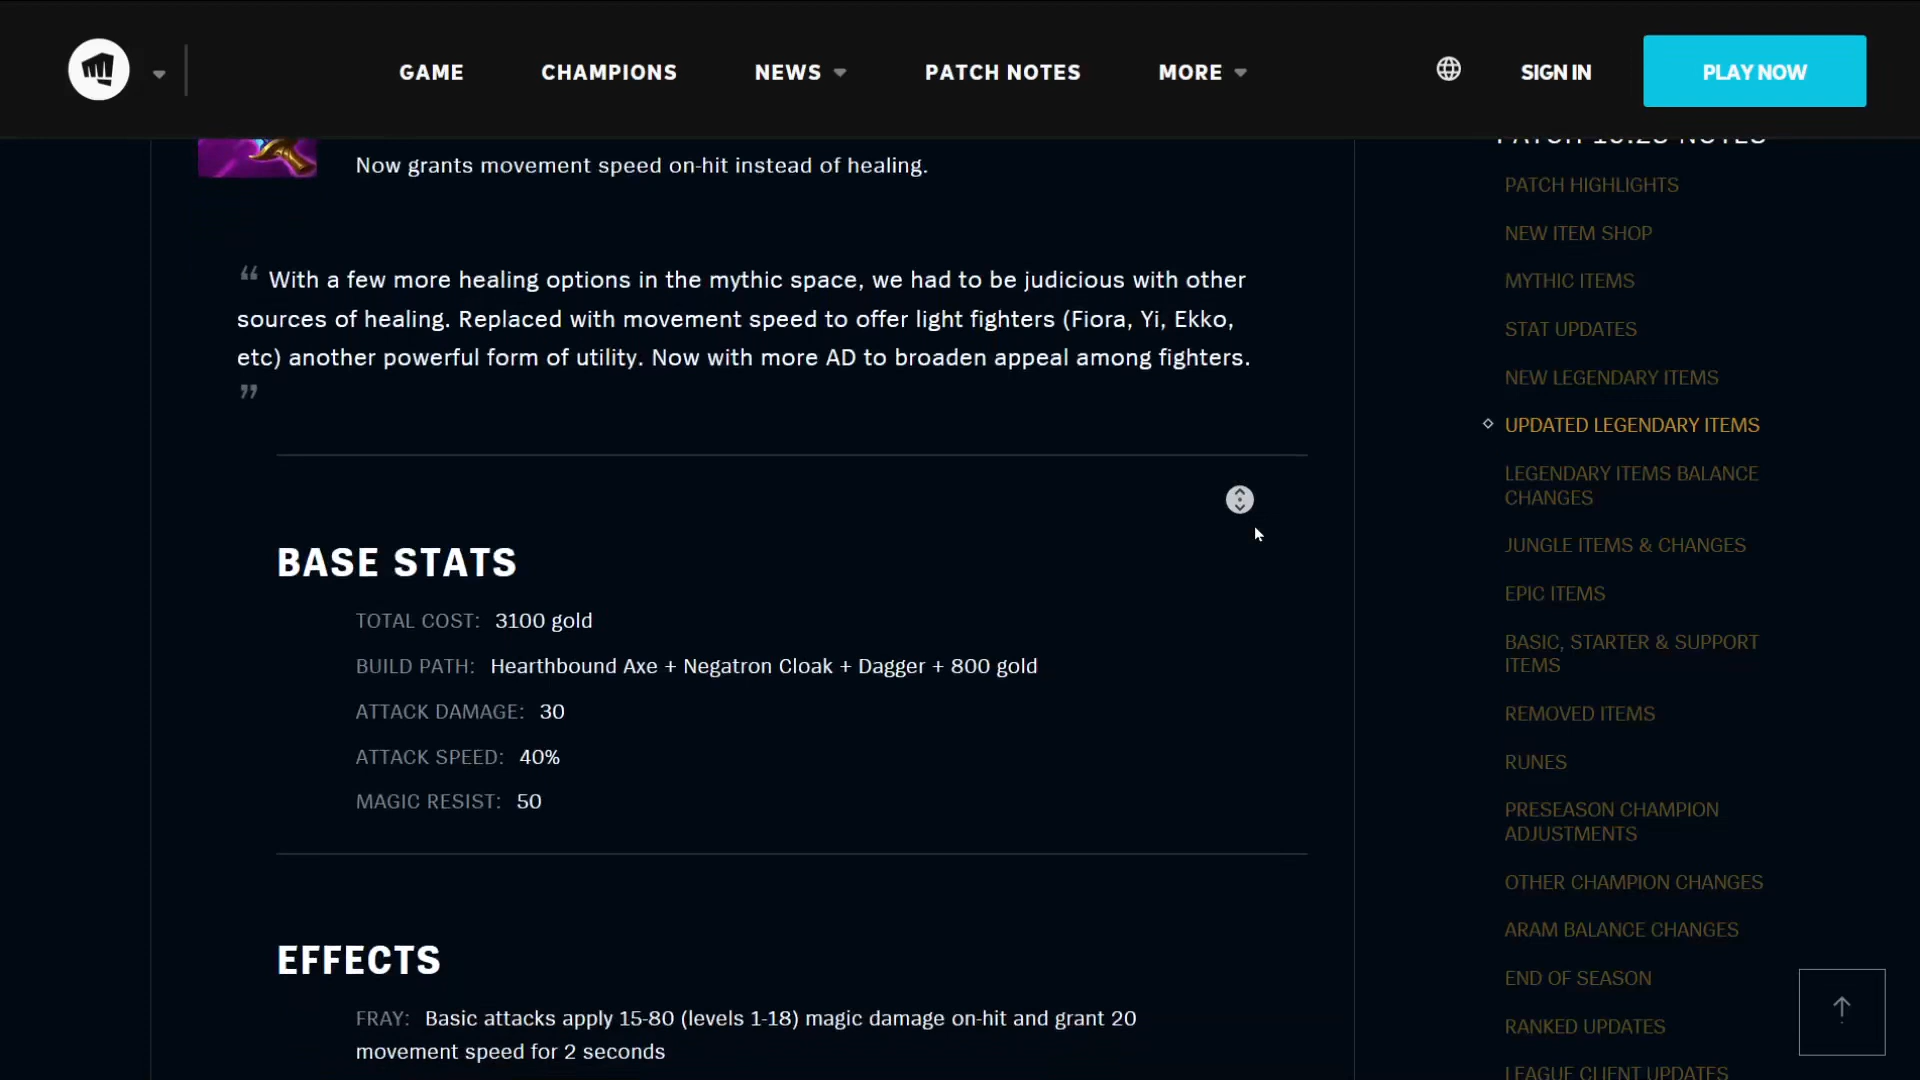 GAME
CHAMPIONS
NEWS
PATCH NOTES
MORE
SIGN IN
PLAY NOW
Now grants movement speed on-hit instead of healing.
“ With a few more healing options in the mythic space, we had to be judicious with other
sources of healing. Replaced with movement speed to offer light fighters (Fiora, Yi, Ekko,
etc) another powerful form of utility. Now with more AD to broaden appeal among fighters.
”
BASE STATS
TOTAL COST: 3100 gold
BUILD PATH: Hearthbound Axe + Negatron Cloak + Dagger + 800 gold
ATTACK DAMAGE: 30
ATTACK SPEED: 40%
MAGIC RESIST: 50
EFFECTS
FRAY: Basic attacks apply 15-80 (levels 1-18) magic damage on-hit and grant 20
movement speed for 2 seconds
PATCH 10.23 NOTES
PATCH HIGHLIGHTS
NEW ITEM SHOP
MYTHIC ITEMS
STAT UPDATES
NEW LEGENDARY ITEMS
UPDATED LEGENDARY ITEMS
LEGENDARY ITEMS BALANCE
CHANGES
JUNGLE ITEMS & CHANGES
EPIC ITEMS
BASIC, STARTER & SUPPORT
ITEMS
REMOVED ITEMS
RUNES
PRESEASON CHAMPION
ADJUSTMENTS
OTHER CHAMPION CHANGES
ARAM BALANCE CHANGES
END OF SEASON
RANKED UPDATES
LEAGUE CLIENT UPDATES